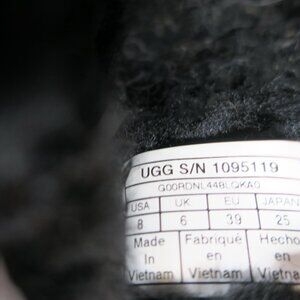 UGG S/N 1095119
G00RDNL448LQKA0
USA UK EU JAPAN
8 6 39 25
Made Fabriqué Hecho
In en en
Vietnam Vietnam Vietnam